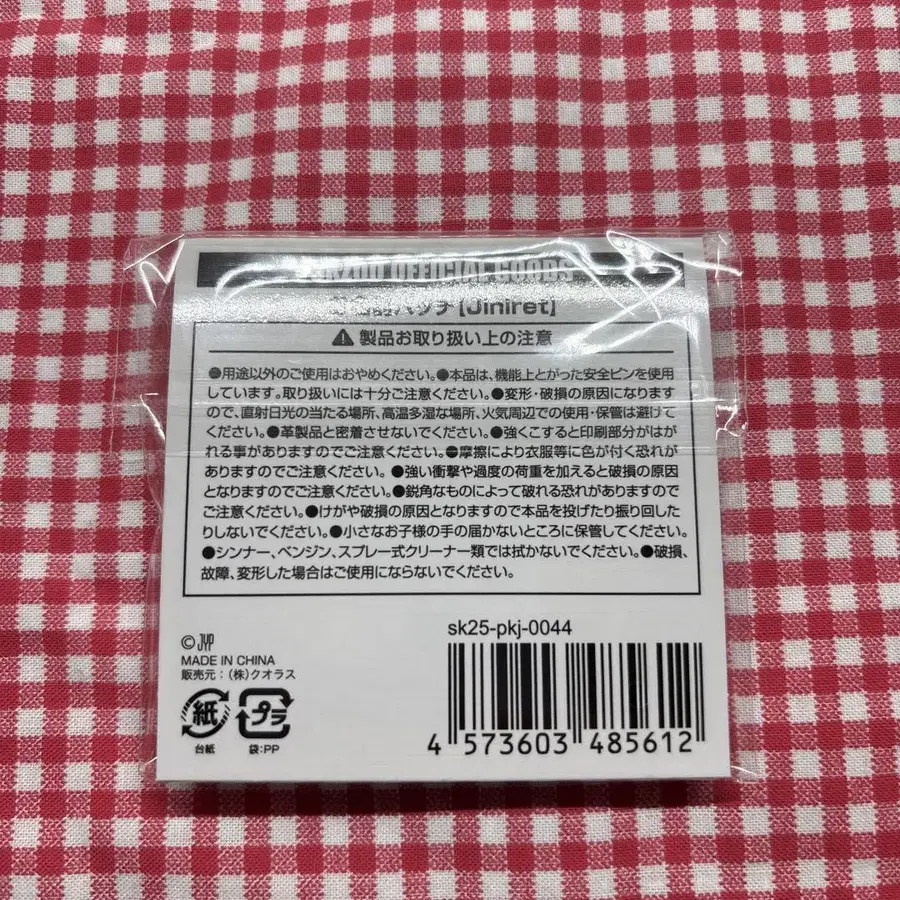 OFFICIAL GOODS
バッチ【Jiniret】
製品お取り扱い上の注意
●用途以外のご使用はおやめください。●本品は、機能上とがった安全ピンを使用
しています。取り扱いには十分ご注意ください。●変形・破損の原因になります
ので、直射日光の当たる場所、高温多湿な場所、火気周辺での使用・保管は避けて
ください。●革製品と密着させないでください。●強くこすると印刷部分がはが
れる事がありますのでご注意ください。●摩擦により衣服等に色が付く恐れが
ありますのでご注意ください。●強い衝撃や過度の荷重を加えると破損の原因
となりますのでご注意ください。●鋭角なものによって破れる恐れがありますので
ご注意ください。●けがや破損の原因となりますので本品を投げたり振り回した
りしないでください。●小さなお子様の手の届かないところに保管してください。
●シンナー、ベンジン、スプレー式クリーナー類では拭かないでください。●破損、
故障、変形した場合はご使用にならないでください。
© JYP
MADE IN CHINA
販売元：(株)クオラス
紙
台紙
プラ
袋:PP
sk25-pkj-0044
4 573603 485612